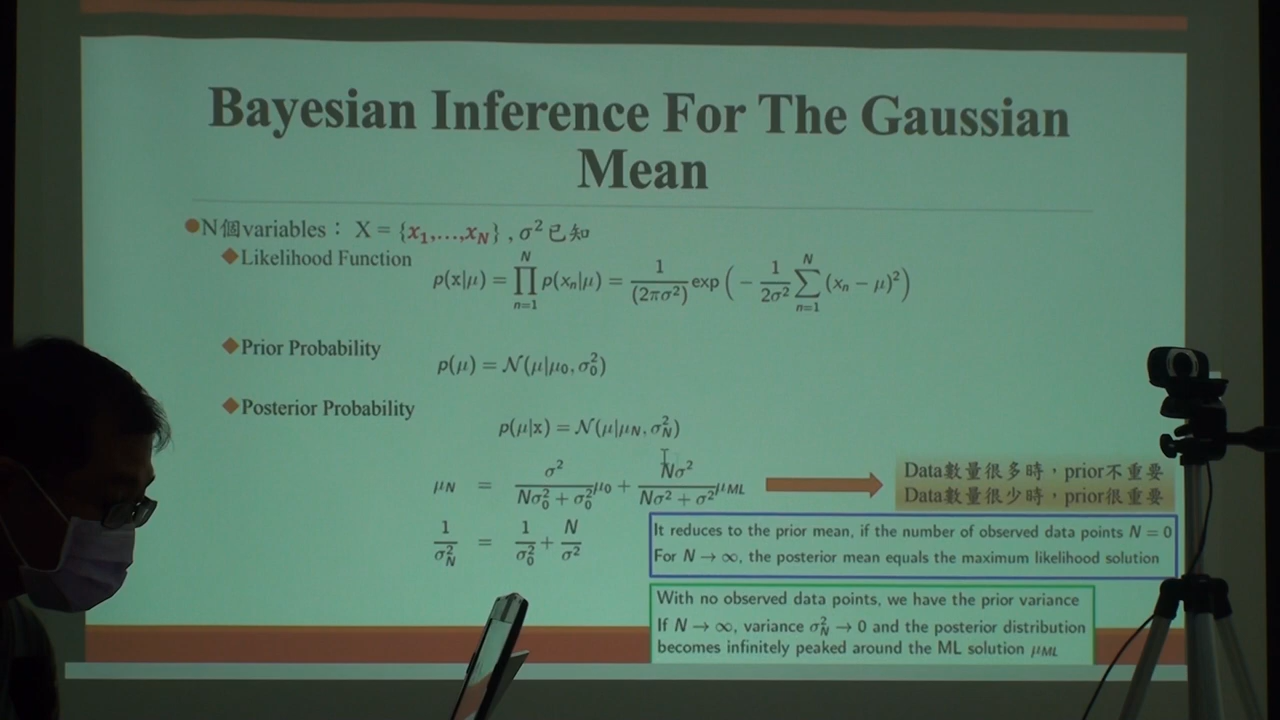 Bayesian Inference For The Gaussian
Mean
N個variables： X = {x₁,...,x_N} , σ² 已知
Likelihood Function
p(x|μ) = ∏_{n=1}^{N} p(xₙ|μ) = 1/(2πσ²) exp ( − 1/2σ² ∑_{n=1}^{N} (xₙ − μ)² )
Prior Probability
p(μ) = 𝒩(μ|μ₀, σ₀²)
Posterior Probability
p(μ|x) = 𝒩(μ|μ_N, σ_N²)
μ_N = σ²/(Nσ₀² + σ₀²) μ₀ + Nσ²/(Nσ² + σ²) μ_ML
1/σ_N² = 1/σ₀² + N/σ²
Data數量很多時，prior不重要
Data數量很少時，prior很重要
It reduces to the prior mean, if the number of observed data points N = 0
For N → ∞, the posterior mean equals the maximum likelihood solution
With no observed data points, we have the prior variance
If N → ∞, variance σ_N² → 0 and the posterior distribution
becomes infinitely peaked around the ML solution μ_ML